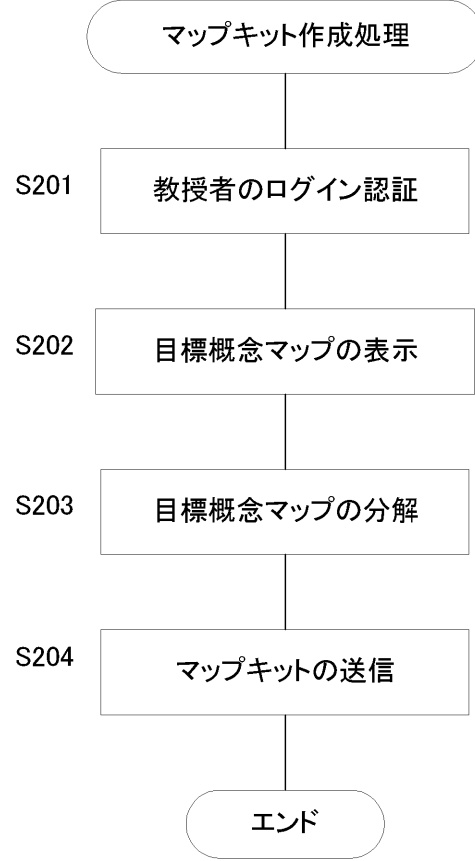 マップキット作成処理
S201
教授者のログイン認証
S202
目標概念マップの表示
S203
目標概念マップの分解
S204
マップキットの送信
エンド